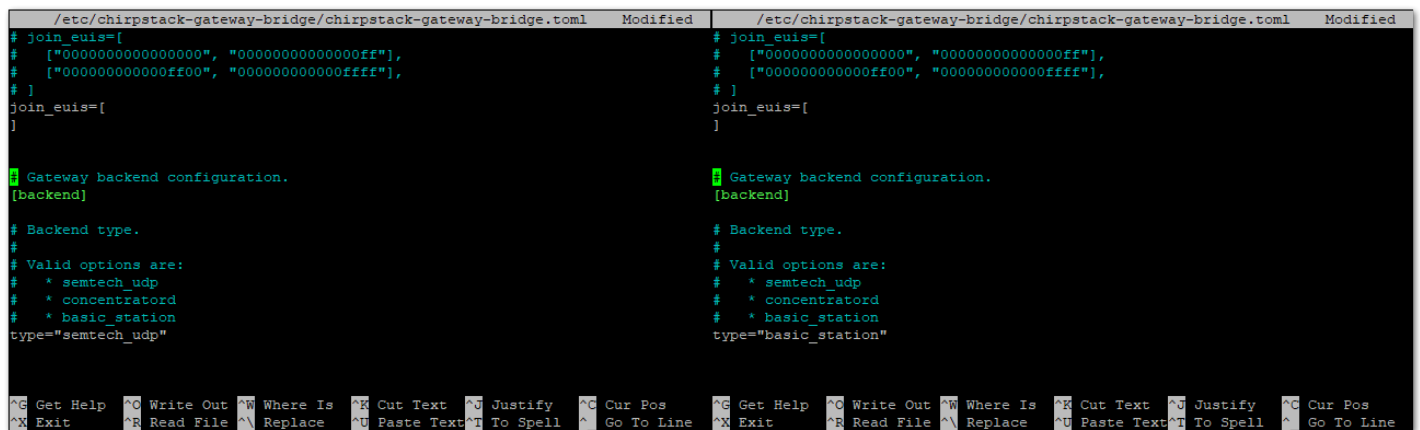 /etc/chirpstack-gateway-bridge/chirpstack-gateway-bridge.toml    Modified
# join_euis=[
#   ["0000000000000000", "00000000000000ff"],
#   ["000000000000ff00", "000000000000ffff"],
# ]
join_euis=[
]
# Gateway backend configuration.
[backend]
# Backend type.
#
# Valid options are:
#   * semtech_udp
#   * concentratord
#   * basic_station
type="semtech_udp"
^G Get Help  ^O Write Out ^W Where Is  ^K Cut Text  ^J Justify   ^C Cur Pos
^X Exit      ^R Read File ^\ Replace   ^U Paste Text^T To Spell  ^_ Go To Line
/etc/chirpstack-gateway-bridge/chirpstack-gateway-bridge.toml    Modified
# join_euis=[
#   ["0000000000000000", "00000000000000ff"],
#   ["000000000000ff00", "000000000000ffff"],
# ]
join_euis=[
]
# Gateway backend configuration.
[backend]
# Backend type.
#
# Valid options are:
#   * semtech_udp
#   * concentratord
#   * basic_station
type="basic_station"
^G Get Help  ^O Write Out ^W Where Is  ^K Cut Text  ^J Justify   ^C Cur Pos
^X Exit      ^R Read File ^\ Replace   ^U Paste Text^T To Spell  ^_ Go To Line